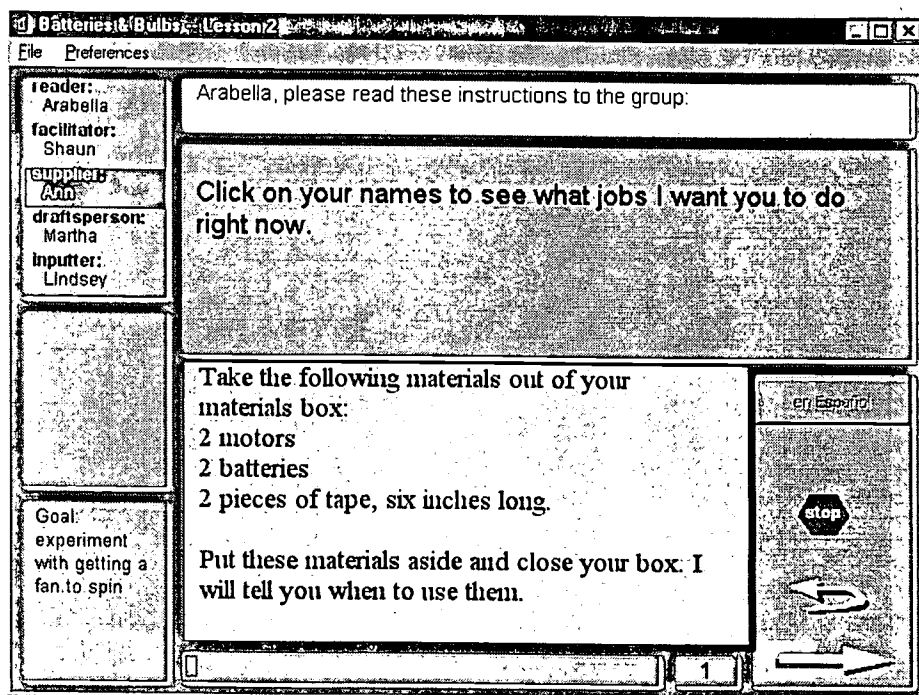 Batteries & Bulbs - Lesson 2
File Preferences
reader:
Arabella
facilitator:
Shaun
supplier:
Ann
draftsperson:
Martha
inputter:
Lindsey
Arabella, please read these instructions to the group:
Click on your names to see what jobs I want you to do
right now.
Take the following materials out of your
materials box:
2 motors
2 batteries
2 pieces of tape, six inches long.
Put these materials aside and close your box. I
will tell you when to use them.
en Español
stop
Goal:
experiment
with getting a
fan to spin
1